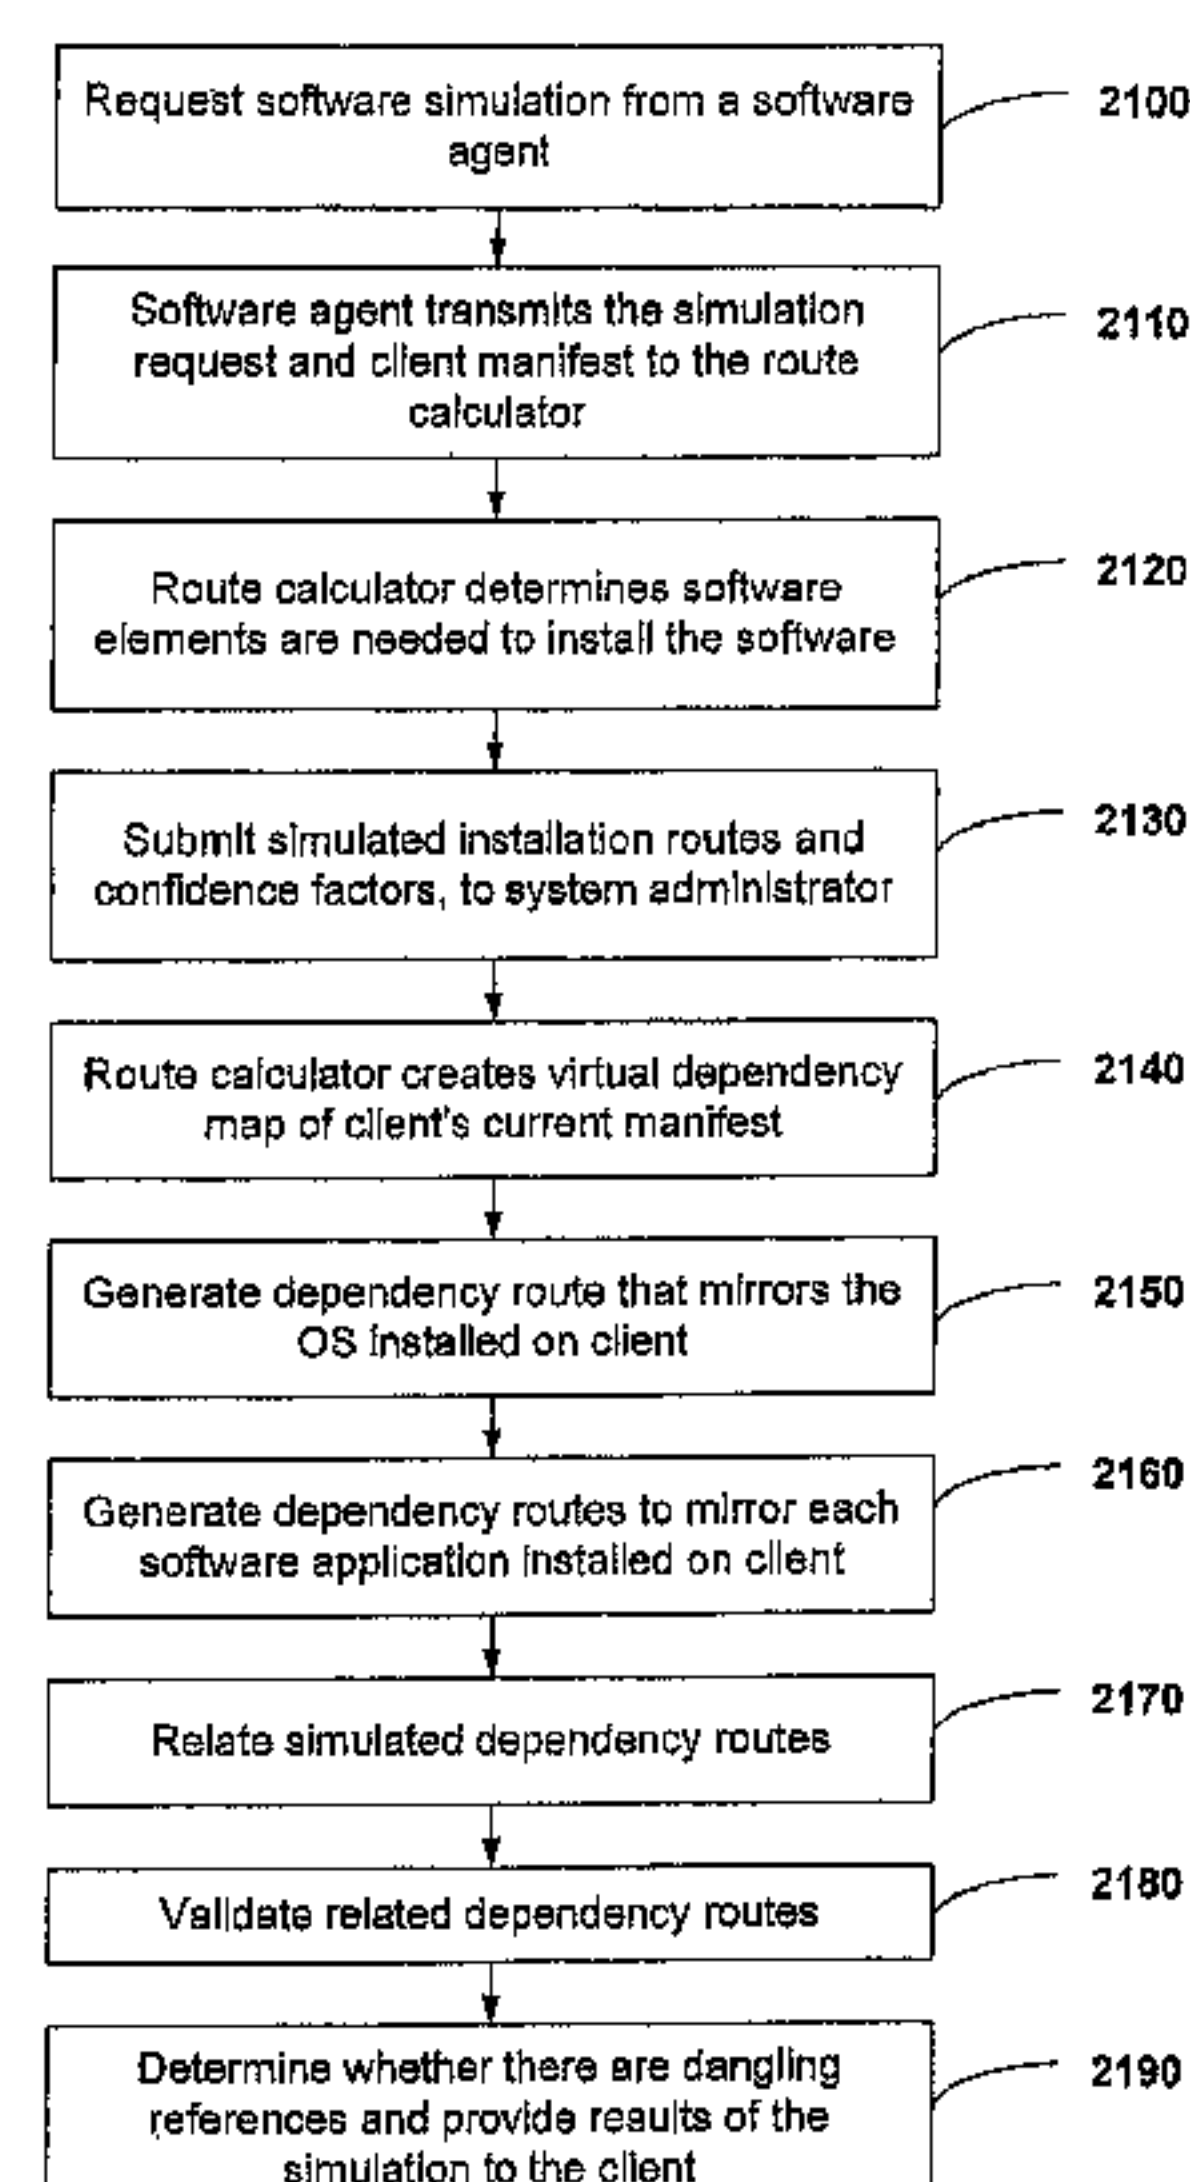 Request software simulation from a software
agent
2100
Software agent transmits the simulation
request and client manifest to the route
calculator
2110
Route calculator determines software
elements are needed to install the software
2120
Submit simulated installation routes and
confidence factors, to system administrator
2130
Route calculator creates virtual dependency
map of client's current manifest
2140
Generate dependency route that mirrors the
OS installed on client
2150
Generate dependency routes to mirror each
software application installed on client
2160
Relate simulated dependency routes
2170
Validate related dependency routes
2180
Determine whether there are dangling
references and provide results of the
simulation to the client
2190